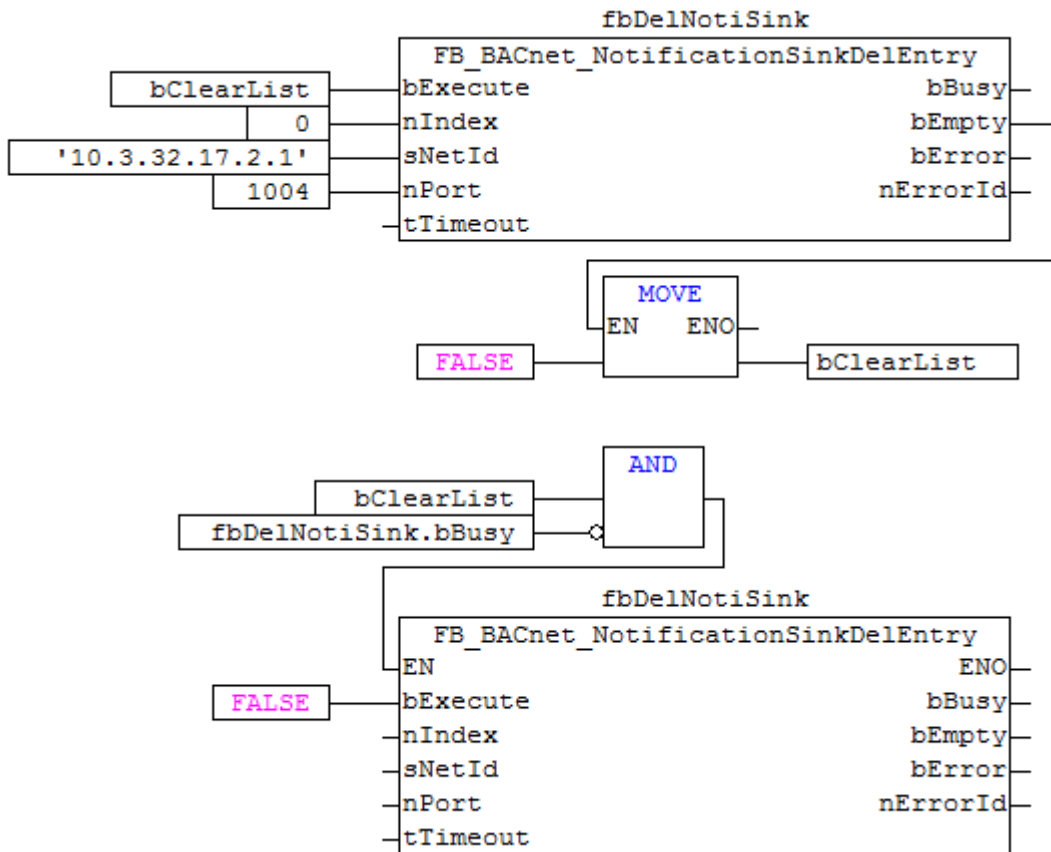 fbDelNotiSink
FB_BACnet_NotificationSinkDelEntry
bClearList bExecute bBusy
0 nIndex bEmpty
'10.3.32.17.2.1' sNetId bError
1004 nPort nErrorId
tTimeout
MOVE
EN ENO
FALSE bClearList
AND
bClearList
fbDelNotiSink.bBusy
fbDelNotiSink
FB_BACnet_NotificationSinkDelEntry
EN ENO
FALSE bExecute bBusy
nIndex bEmpty
sNetId bError
nPort nErrorId
tTimeout